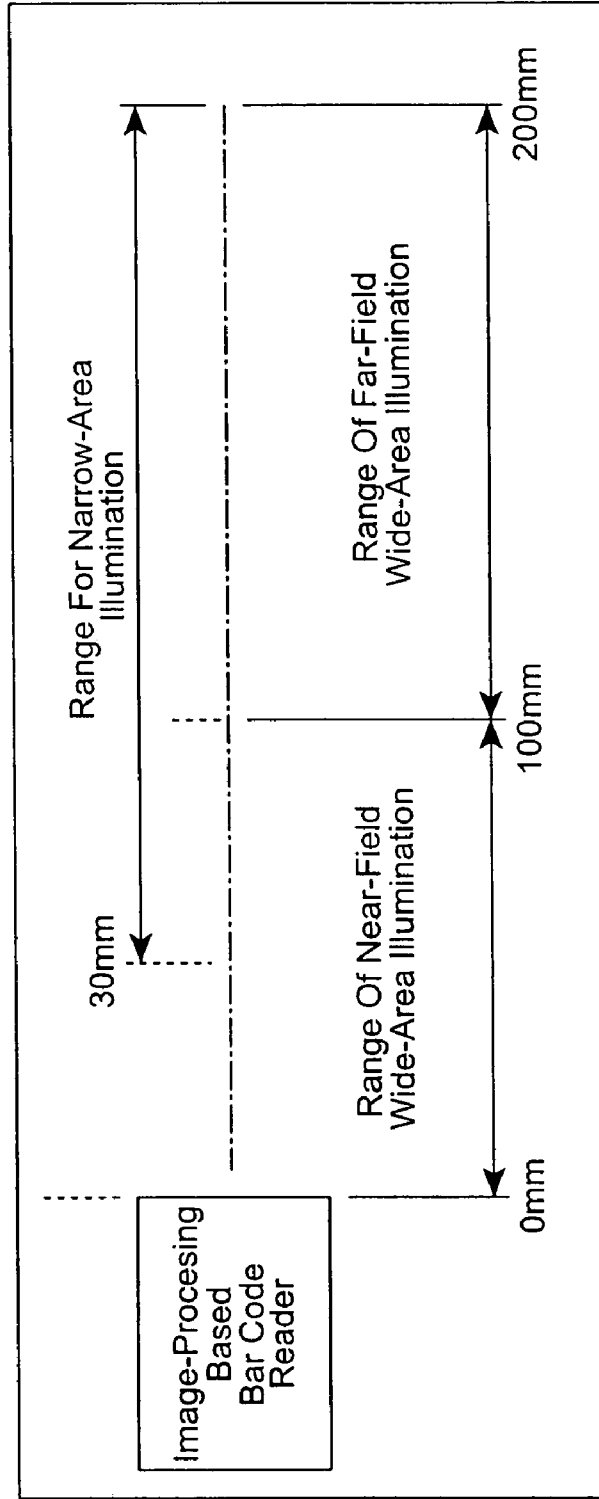 Image-Procesing
Based
Bar Code
Reader
30mm
Range For Narrow-Area
Illumination
Range Of Near-Field
Wide-Area Illumination
Range Of Far-Field
Wide-Area Illumination
0mm
100mm
200mm